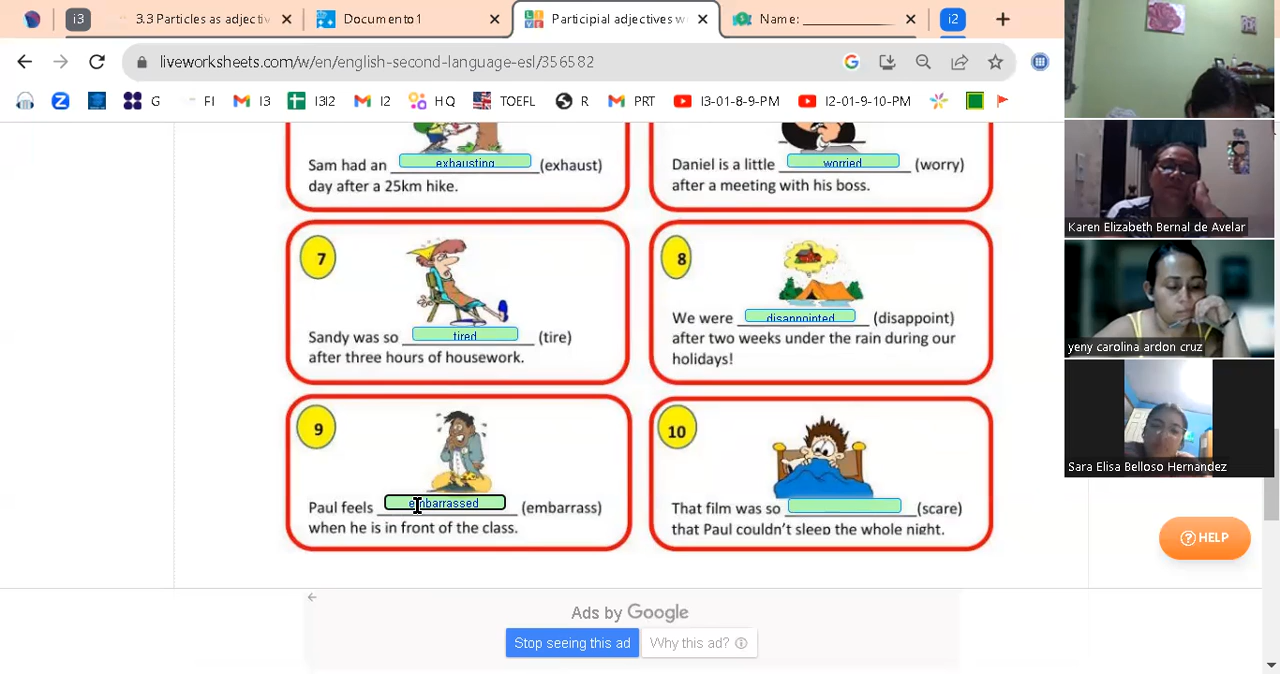 i3
3.3 Particles as adjectiv
Documento1
Participial adjectives w
Name: ____________
i2
liveworksheets.com/w/en/english-second-language-esl/356582
G
FI
I3
I3I2
I2
HQ
TOEFL
R
PRT
I3-01-8-9-PM
I2-01-9-10-PM
Sam had an exhausting (exhaust)
day after a 25km hike.
Daniel is a little worried (worry)
after a meeting with his boss.
7
Sandy was so tired (tire)
after three hours of housework.
8
We were disappointed (disappoint)
after two weeks under the rain during our
holidays!
9
Paul feels embarrassed (embarrass)
when he is in front of the class.
10
That film was so ____________ (scare)
that Paul couldn't sleep the whole night.
HELP
Ads by Google
Stop seeing this ad
Why this ad?
Karen Elizabeth Bernal de Avelar
yeny carolina ardon cruz
Sara Elisa Belloso Hernandez